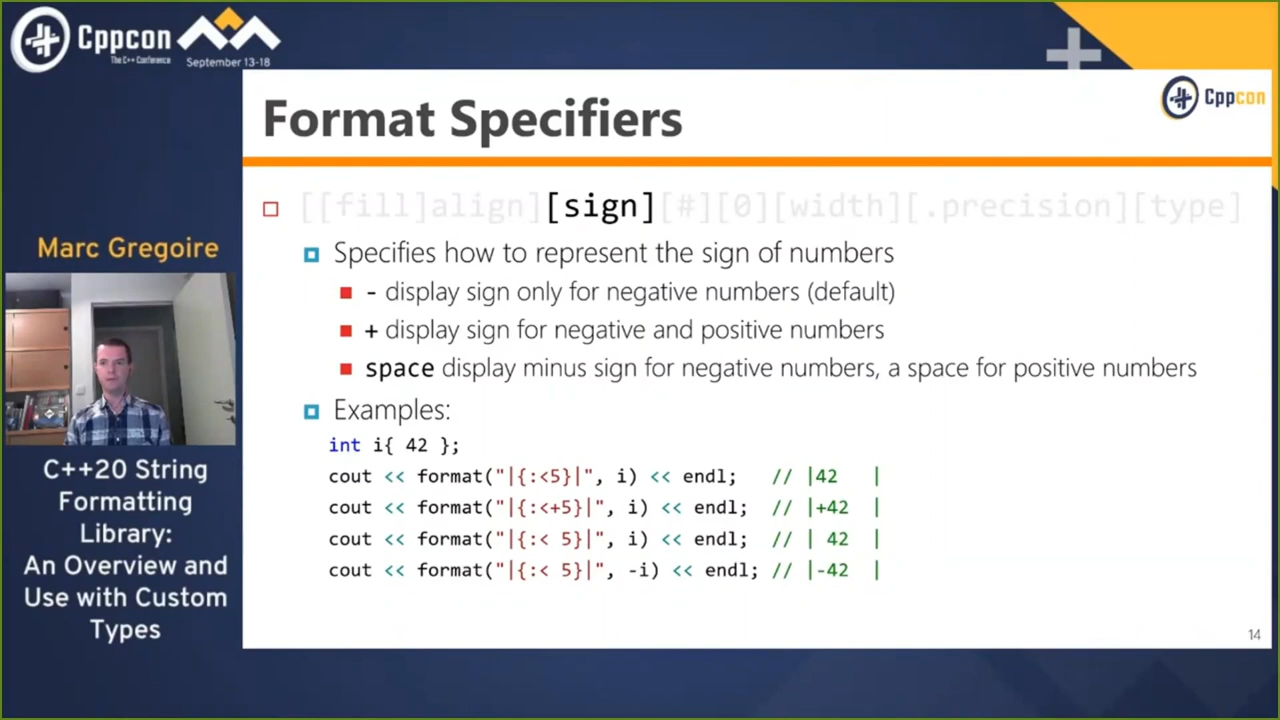 Cppcon
The C++ Conference
September 13-18
Cppcon
Format Specifiers
[[fill]align][sign][#][0][width][.precision][type]
Specifies how to represent the sign of numbers
- display sign only for negative numbers (default)
+ display sign for negative and positive numbers
space display minus sign for negative numbers, a space for positive numbers
Examples:
int i{ 42 };
cout << format("|{:<5}|", i) << endl;   // |42   |
cout << format("|{:<+5}|", i) << endl;  // |+42  |
cout << format("|{:< 5}|", i) << endl;  // | 42  |
cout << format("|{:< 5}|", -i) << endl; // |-42  |
14
Marc Gregoire
C++20 String
Formatting
Library:
An Overview and
Use with Custom
Types